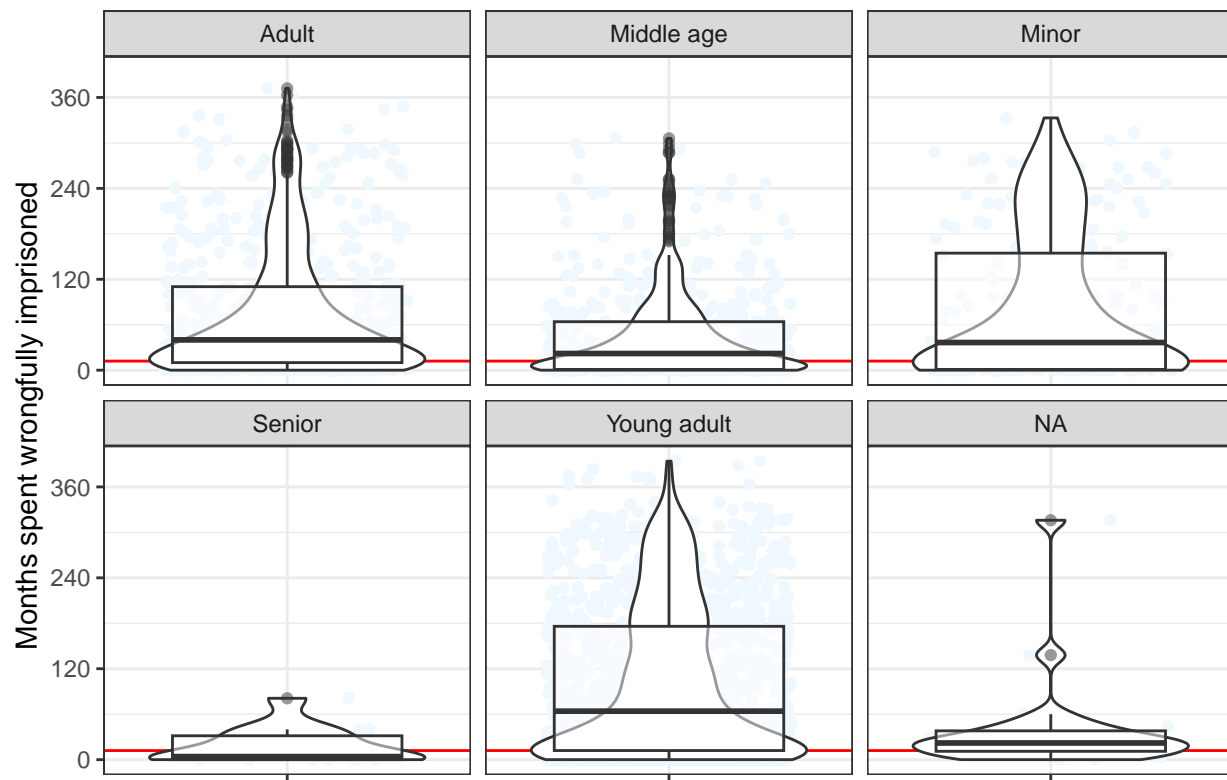 Adult
Middle age
Minor
360
240
120
0
Senior
Young adult
NA
360
240
120
0
Months spent wrongfully imprisoned